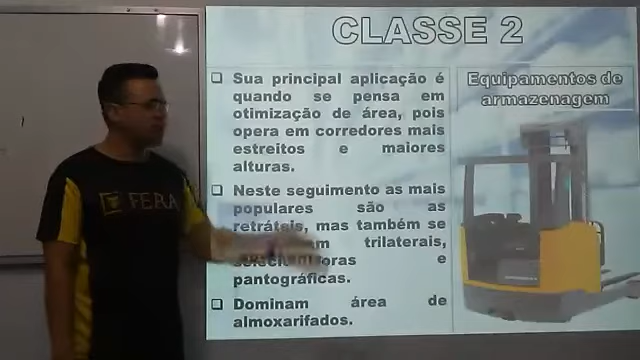 CLASSE 2
Sua principal aplicação é
quando se pensa em
otimização de área, pois
opera em corredores mais
estreitos e maiores
alturas.
Neste seguimento as mais
populares são as
retráteis, mas também se
trilaterais,
e
pantográficas.
Dominam área de
almoxarifados.
Equipamentos de
armazenagem
FERA